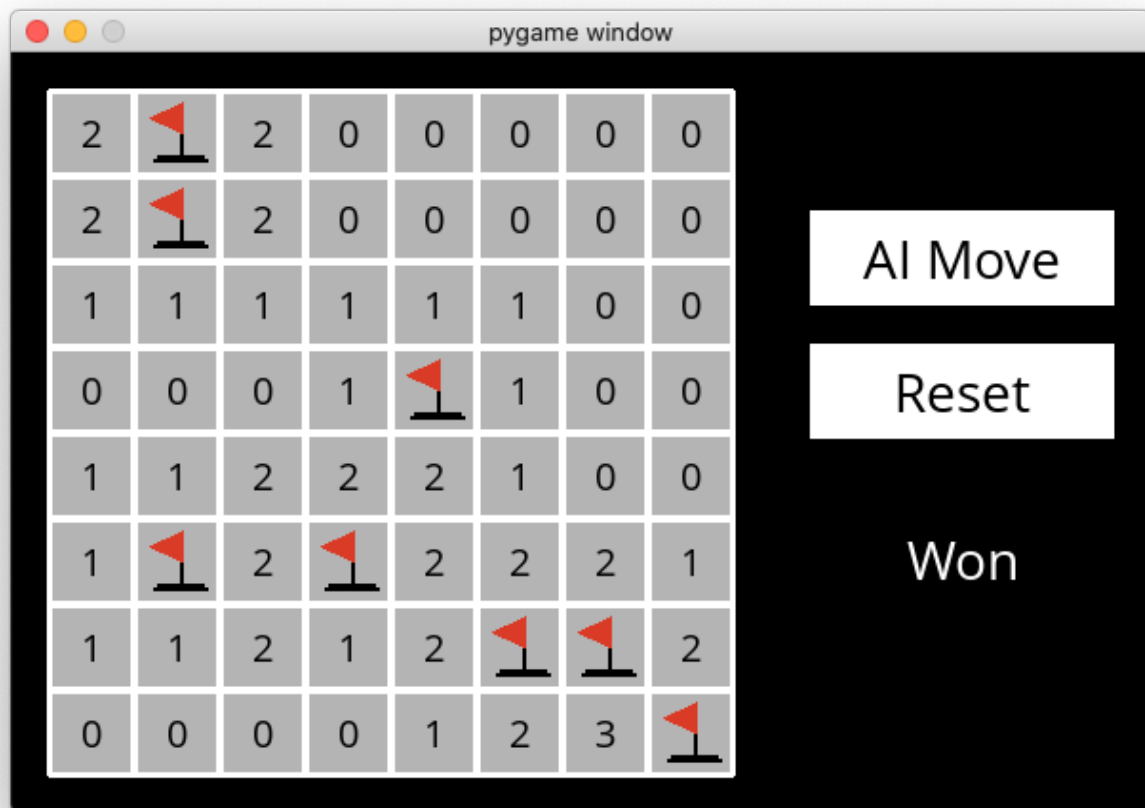 pygame window
2 2 0 0 0 0 0
2 2 0 0 0 0 0
AI Move
1 1 1 1 1 1 0 0
0 0 0 1 1 0 0
Reset
1 1 2 2 2 1 0 0
1 2 2 2 2 1
Won
1 1 2 1 2 2
0 0 0 0 1 2 3